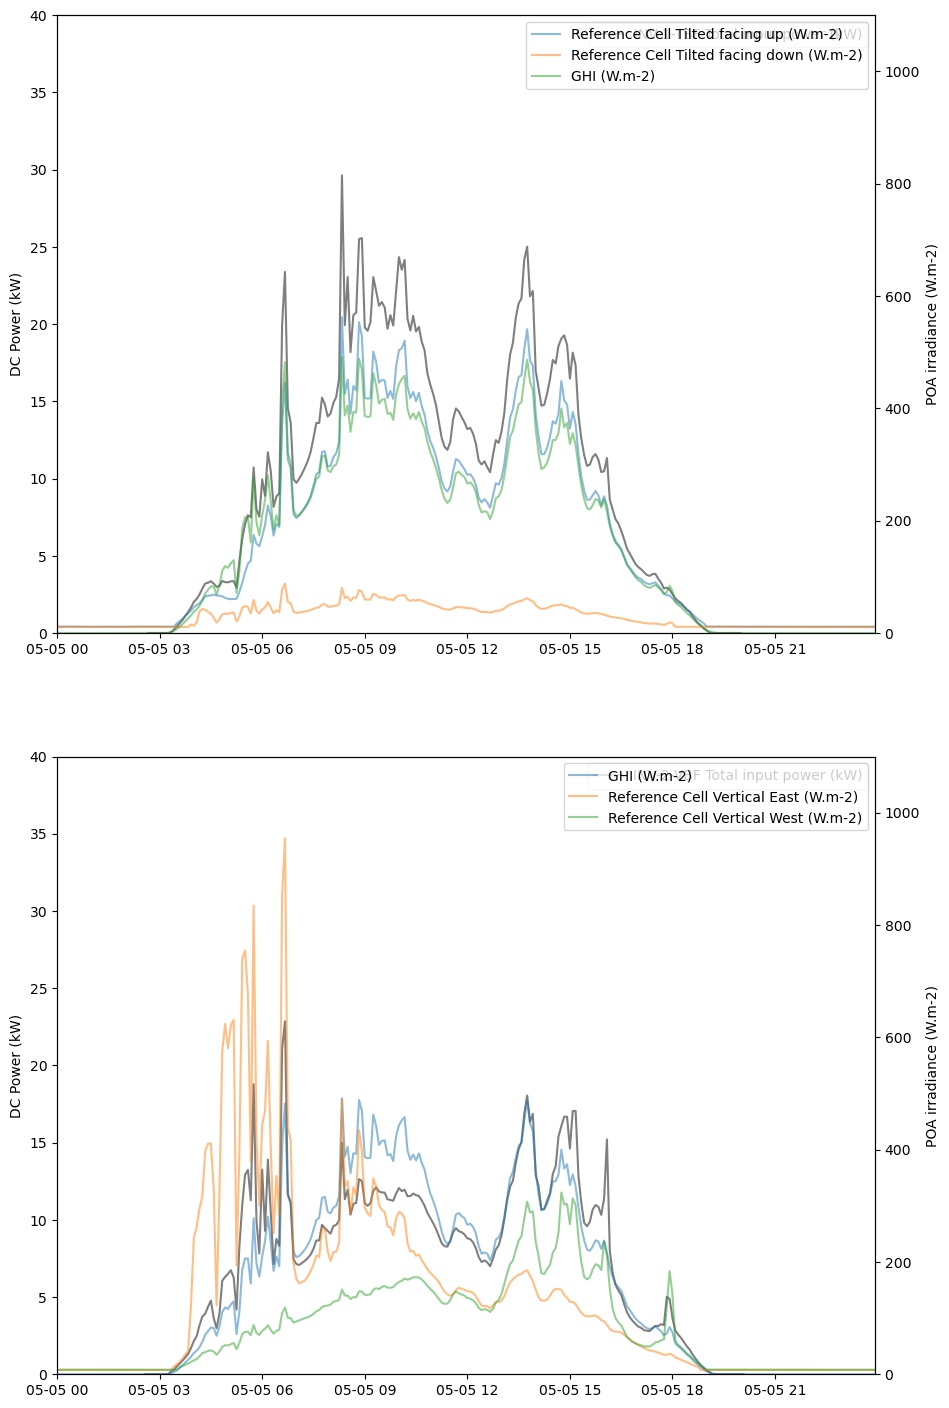 40
35
30
25
20
15
10
5
0
DC Power (kW)
Reference Cell Tilted facing up (W.m-2)
Reference Cell Tilted facing down (W.m-2)
GHI (W.m-2)
1000
800
600
400
200
0
POA irradiance (W.m-2)
05-05 00 05-05 03 05-05 06 05-05 09 05-05 12 05-05 15 05-05 18 05-05 21
40
35
30
25
20
15
10
5
0
DC Power (kW)
GHI (W.m-2) Total input power (kW)
Reference Cell Vertical East (W.m-2)
Reference Cell Vertical West (W.m-2)
1000
800
600
400
200
0
POA irradiance (W.m-2)
05-05 00 05-05 03 05-05 06 05-05 09 05-05 12 05-05 15 05-05 18 05-05 21